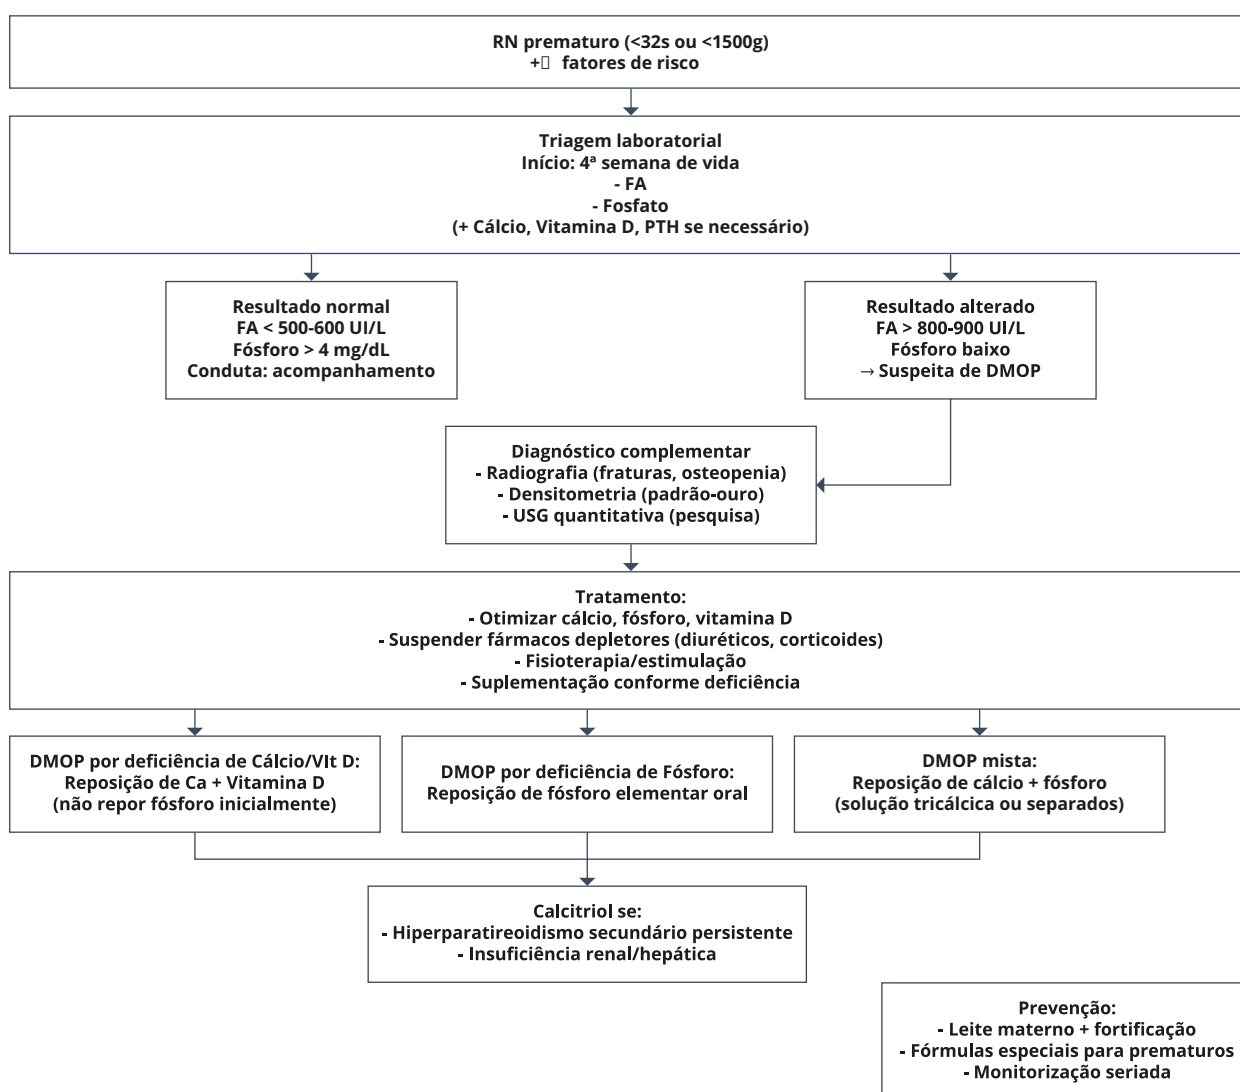 RN prematuro (<32s ou <1500g)
+ fatores de risco
Triagem laboratorial
Início: 4ª semana de vida
- FA
- Fosfato
(+ Cálcio, Vitamina D, PTH se necessário)
Resultado normal
FA < 500-600 UI/L
Fósforo > 4 mg/dL
Conduta: acompanhamento
Resultado alterado
FA > 800-900 UI/L
Fósforo baixo
→ Suspeita de DMOP
Diagnóstico complementar
- Radiografia (fraturas, osteopenia)
- Densitometria (padrão-ouro)
- USG quantitativa (pesquisa)
Tratamento:
- Otimizar cálcio, fósforo, vitamina D
- Suspender fármacos depletores (diuréticos, corticoides)
- Fisioterapia/estimulação
- Suplementação conforme deficiência
DMOP por deficiência de Cálcio/VIt D:
Reposição de Ca + Vitamina D
(não repor fósforo inicialmente)
DMOP por deficiência de Fósforo:
Reposição de fósforo elementar oral
DMOP mista:
Reposição de cálcio + fósforo
(solução tricálcica ou separados)
Calcitriol se:
- Hiperparatireoidismo secundário persistente
- Insuficiência renal/hepática
Prevenção:
- Leite materno + fortificação
- Fórmulas especiais para prematuros
- Monitorização seriada